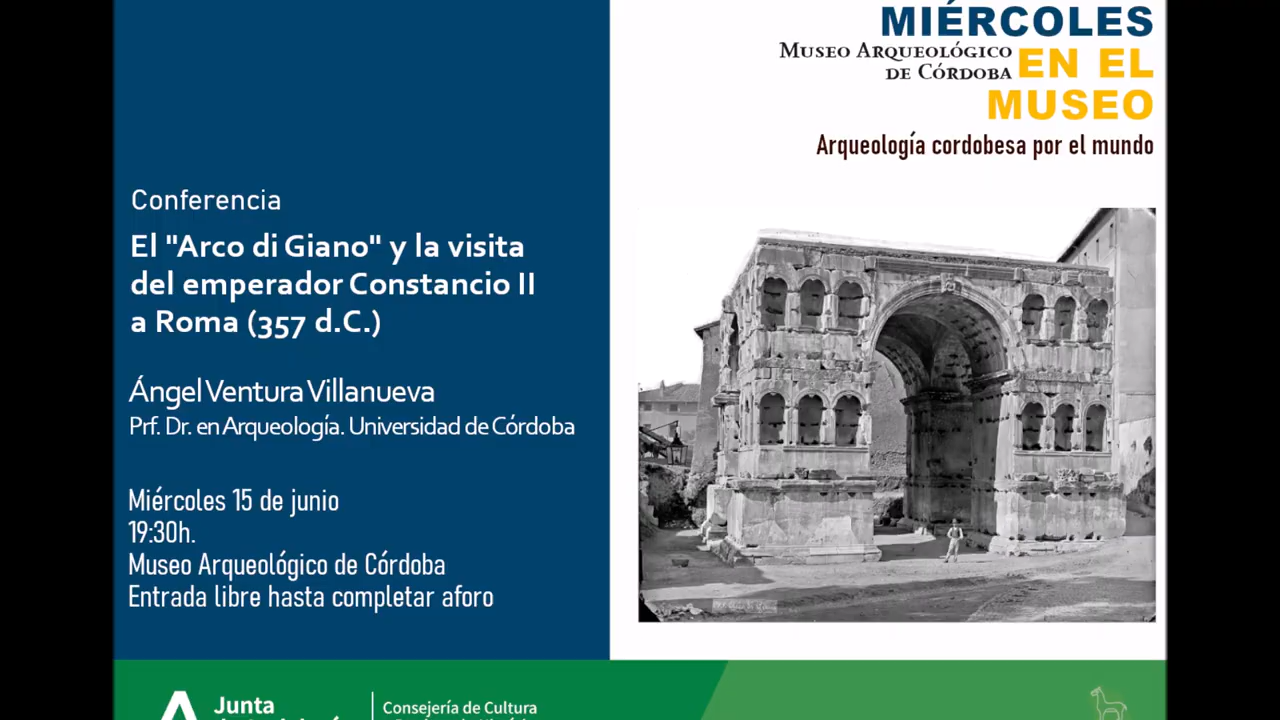 MIÉRCOLES
MUSEO ARQUEOLÓGICO
DE CÓRDOBA
EN EL
MUSEO
Arqueología cordobesa por el mundo
Conferencia
El "Arco di Giano" y la visita
del emperador Constancio II
a Roma (357 d.C.)
Ángel Ventura Villanueva
Prf. Dr. en Arqueología. Universidad de Córdoba
Miércoles 15 de junio
19:30h.
Museo Arqueológico de Córdoba
Entrada libre hasta completar aforo
Junta
Consejería de Cultura